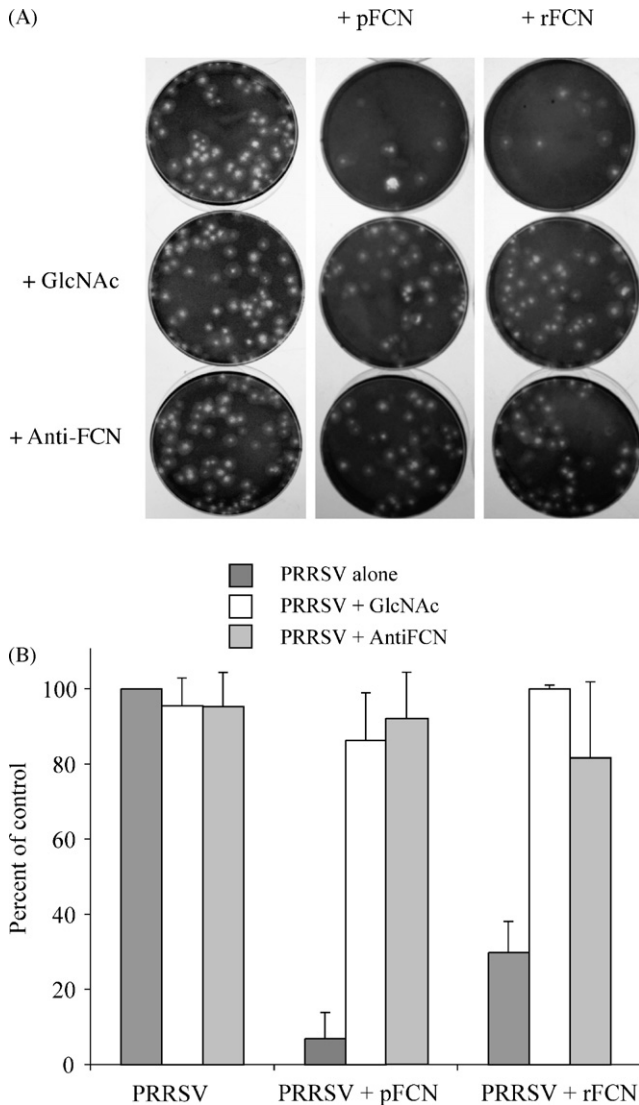 (A)
+ pFCN + rFCN
+ GlcNAc
+ Anti-FCN
PRRSV alone
PRRSV + GlcNAc
PRRSV + AntiFCN
(B)
100
80
60
40
20
0
Percent of control
PRRSV PRRSV + pFCN PRRSV + rFCN